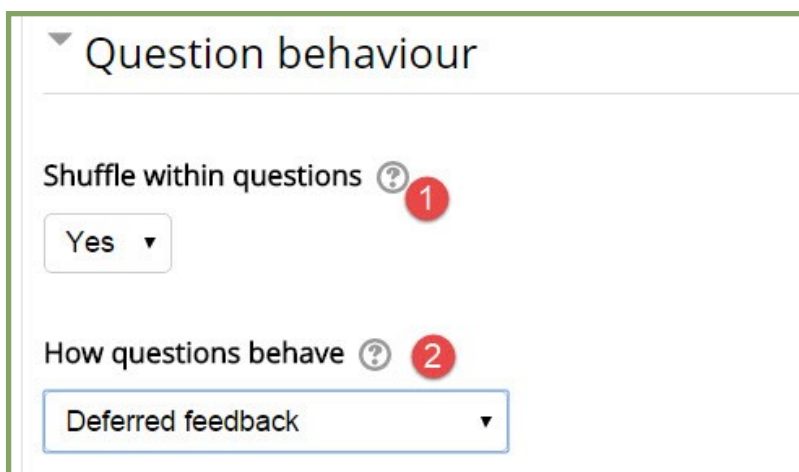 Question behaviour
Shuffle within questions ? 1
Yes
How questions behave ? 2
Deferred feedback